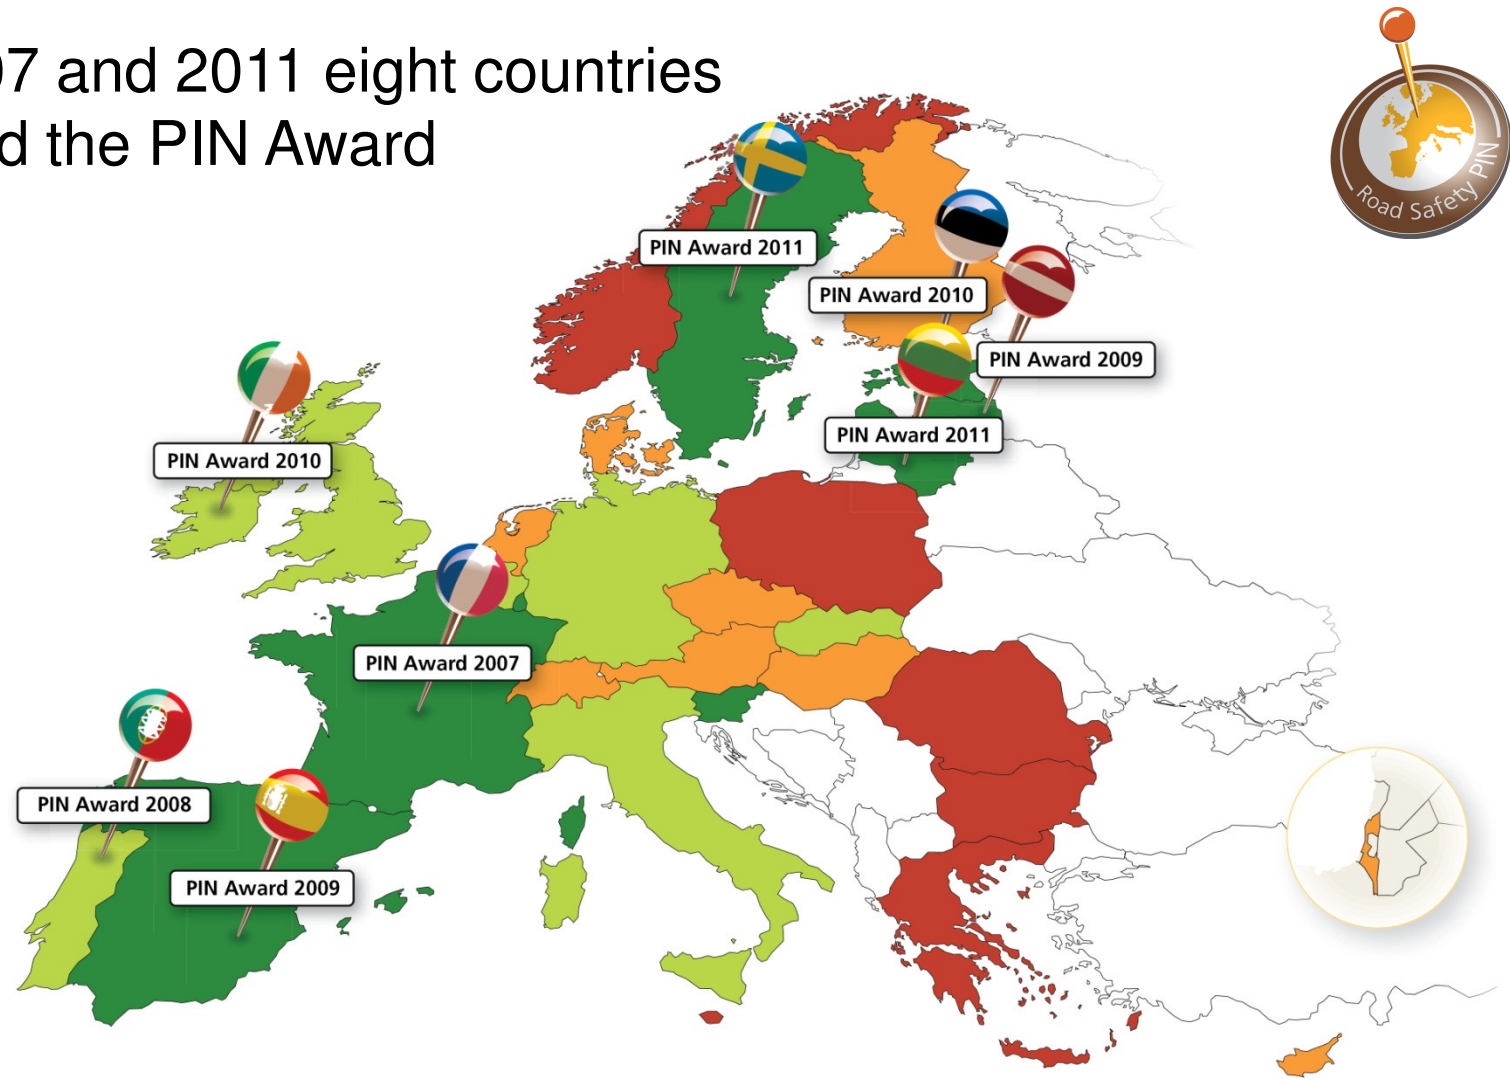 07 and 2011 eight countries
d the PIN Award
Road Safety PIN
PIN Award 2011
PIN Award 2010
PIN Award 2009
PIN Award 2011
PIN Award 2010
PIN Award 2007
PIN Award 2008
PIN Award 2009